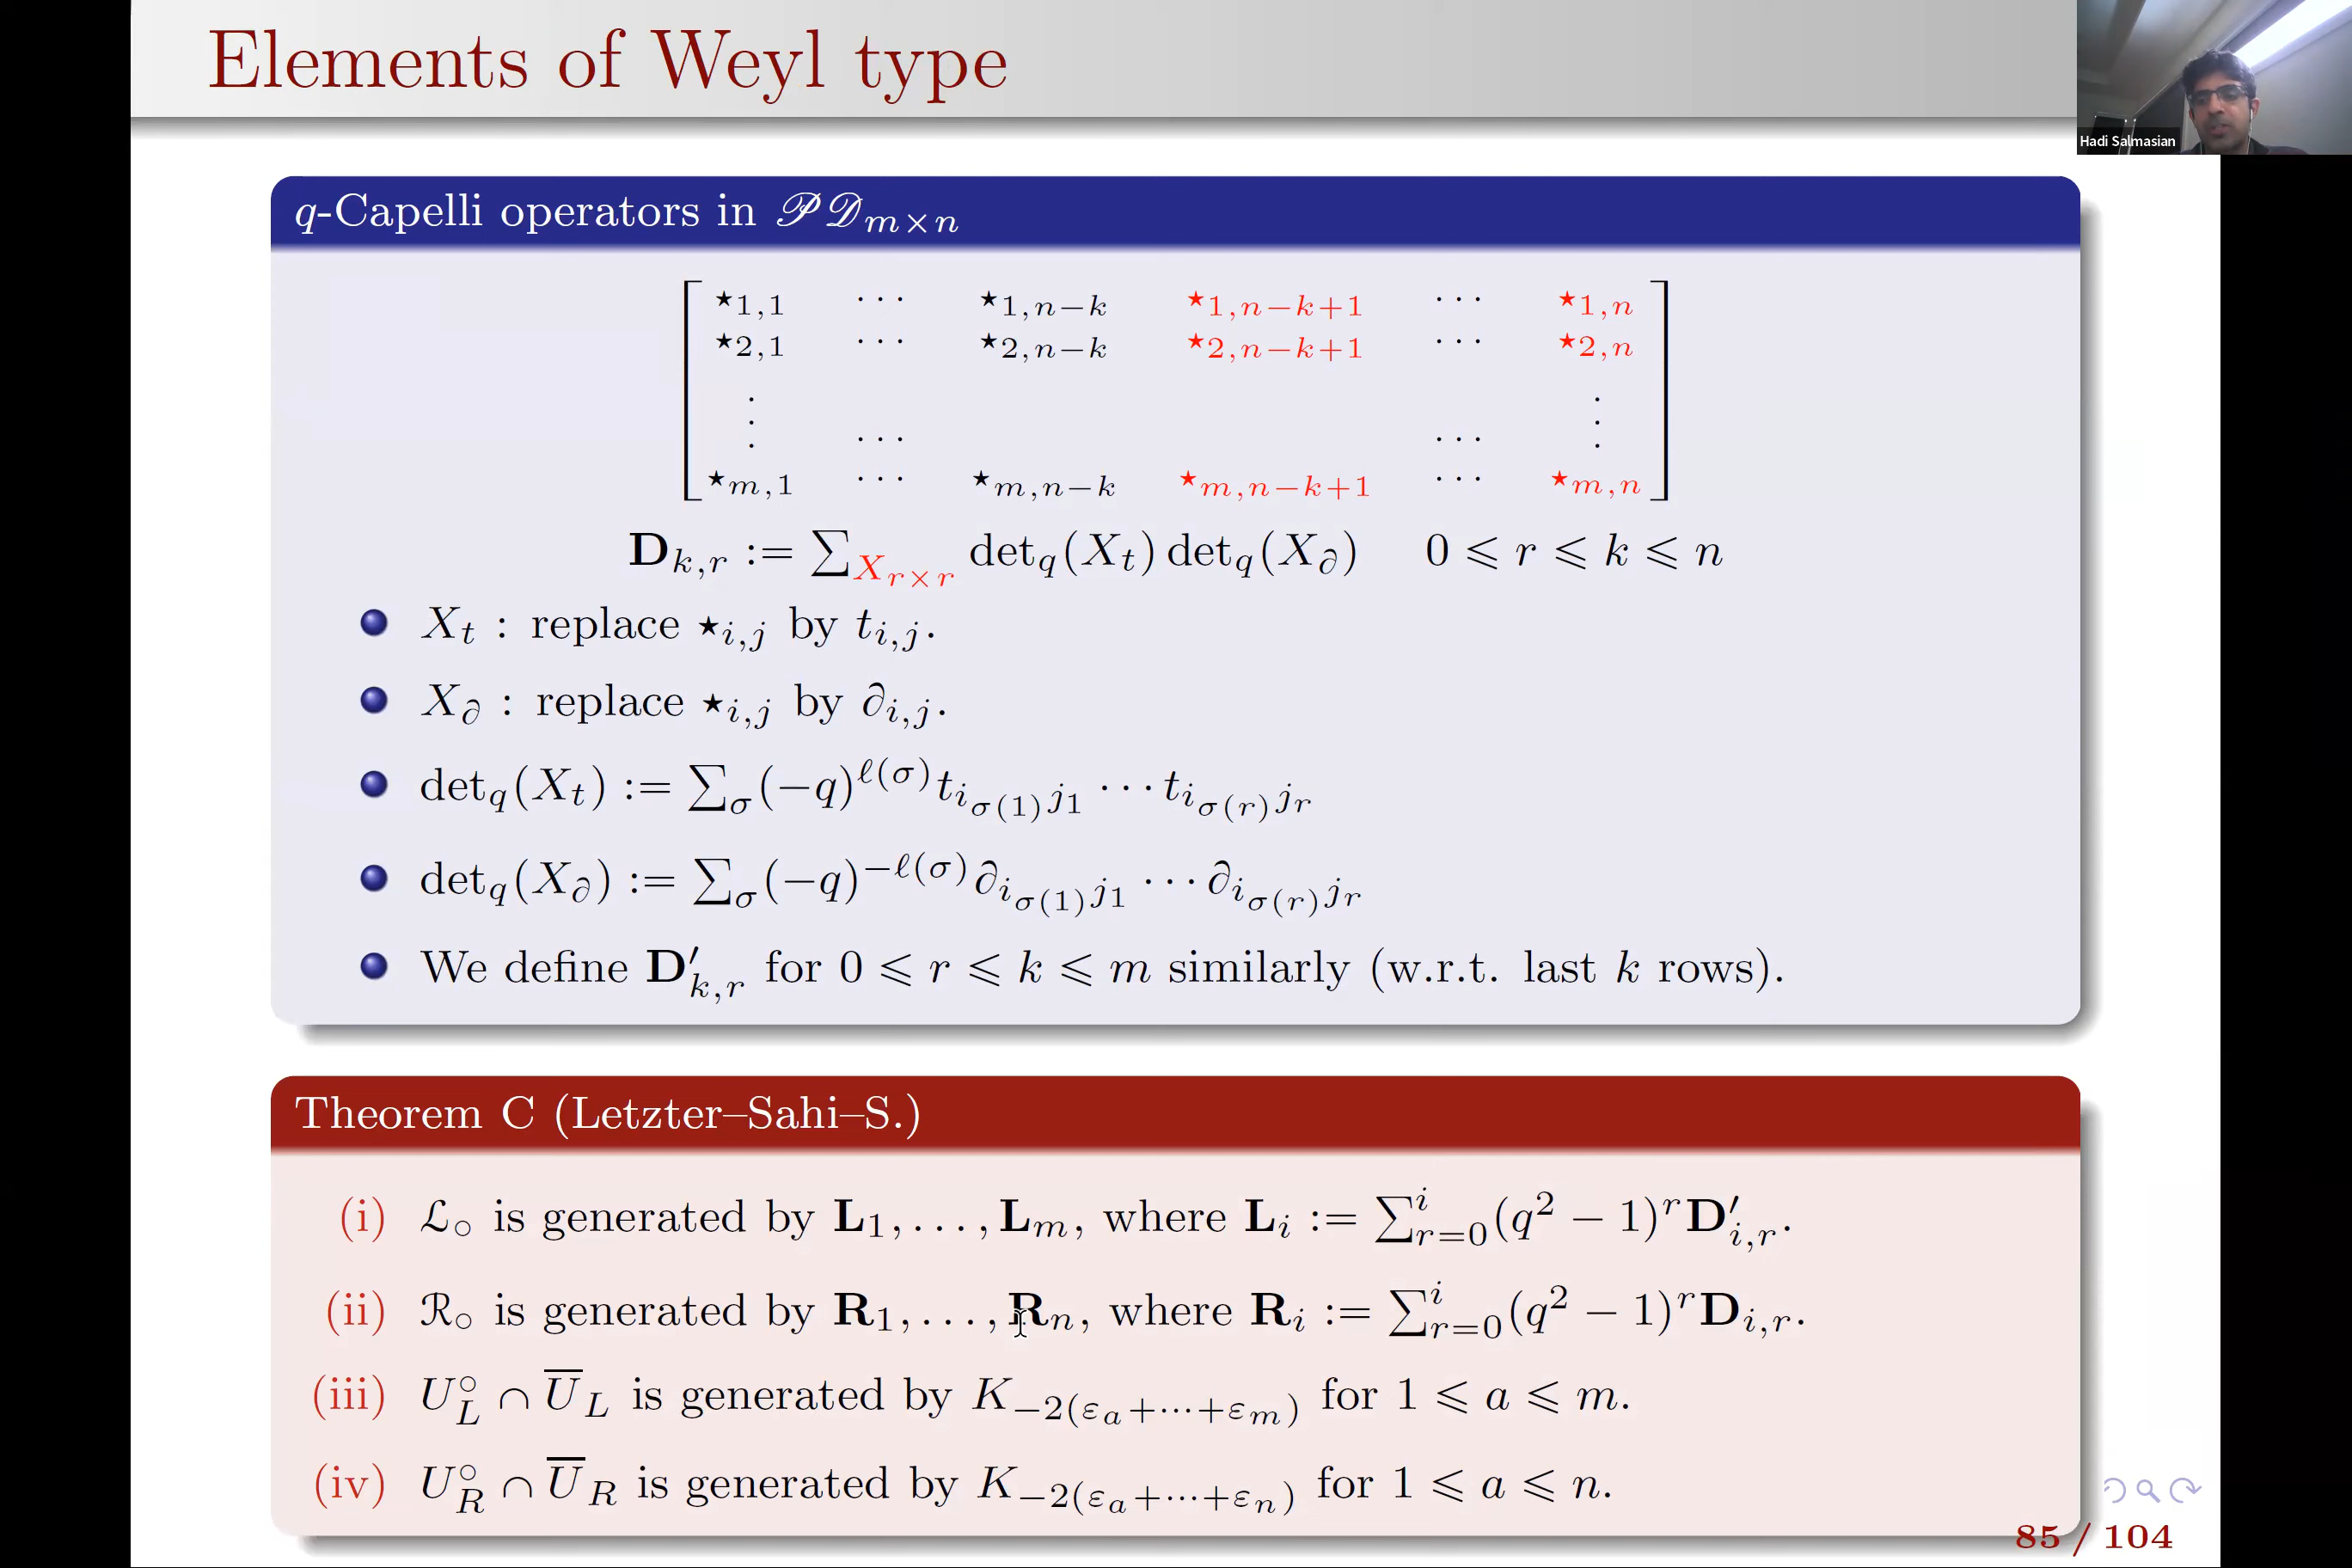 Elements of Weyl type
Hadi Salmasian
q-Capelli operators in 𝒫𝒟_{m×n}
⋆_{1,1} ··· ⋆_{1,n−k} ⋆_{1,n−k+1} ··· ⋆_{1,n}
⋆_{2,1} ··· ⋆_{2,n−k} ⋆_{2,n−k+1} ··· ⋆_{2,n}
⋮ ··· ··· ⋮
⋆_{m,1} ··· ⋆_{m,n−k} ⋆_{m,n−k+1} ··· ⋆_{m,n}
𝐃_{k,r} := ∑_{X_{r×r}} det_q(X_t) det_q(X_∂) 0 ⩽ r ⩽ k ⩽ n
X_t : replace ⋆_{i,j} by t_{i,j}.
X_∂ : replace ⋆_{i,j} by ∂_{i,j}.
det_q(X_t) := ∑_σ (−q)^{ℓ(σ)} t_{i_{σ(1)} j_1} ··· t_{i_{σ(r)} j_r}
det_q(X_∂) := ∑_σ (−q)^{−ℓ(σ)} ∂_{i_{σ(1)} j_1} ··· ∂_{i_{σ(r)} j_r}
We define 𝐃′_{k,r} for 0 ⩽ r ⩽ k ⩽ m similarly (w.r.t. last k rows).
Theorem C (Letzter–Sahi–S.)
(i) ℒ_∘ is generated by 𝐋_1, . . . , 𝐋_m, where 𝐋_i := ∑_{r=0}^{i} (q^2 − 1)^r 𝐃′_{i,r}.
(ii) ℛ_∘ is generated by 𝐑_1, . . . , 𝐑_n, where 𝐑_i := ∑_{r=0}^{i} (q^2 − 1)^r 𝐃_{i,r}.
(iii) U_L^∘ ∩ U̅_L is generated by K_{−2(ε_a+···+ε_m)} for 1 ⩽ a ⩽ m.
(iv) U_R^∘ ∩ U̅_R is generated by K_{−2(ε_a+···+ε_n)} for 1 ⩽ a ⩽ n.
85 / 104